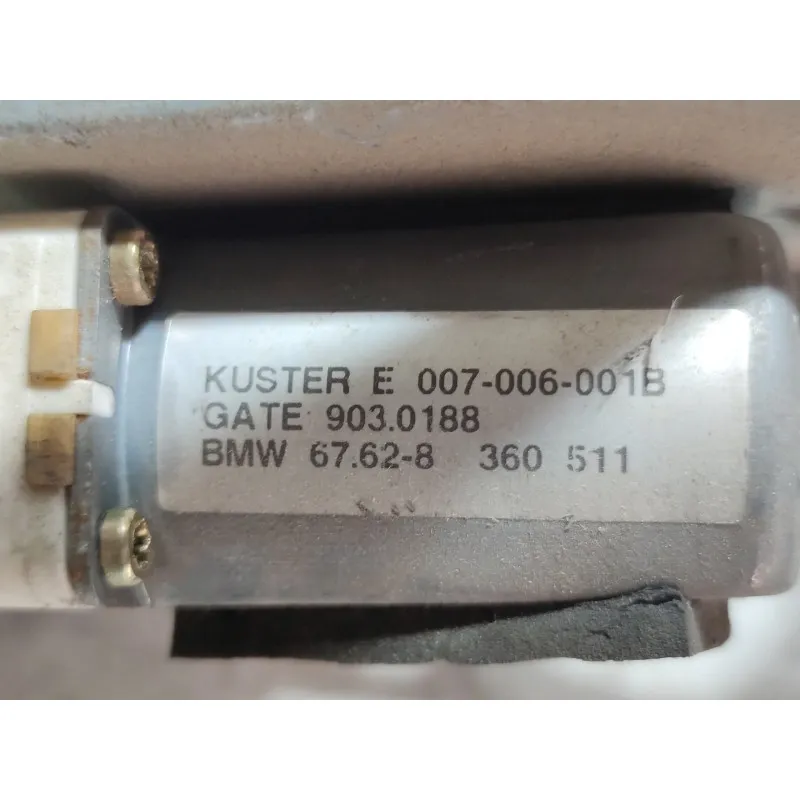 KUSTER E 007-006-001B
GATE 903.0188
BMW 67.62-8 360 511